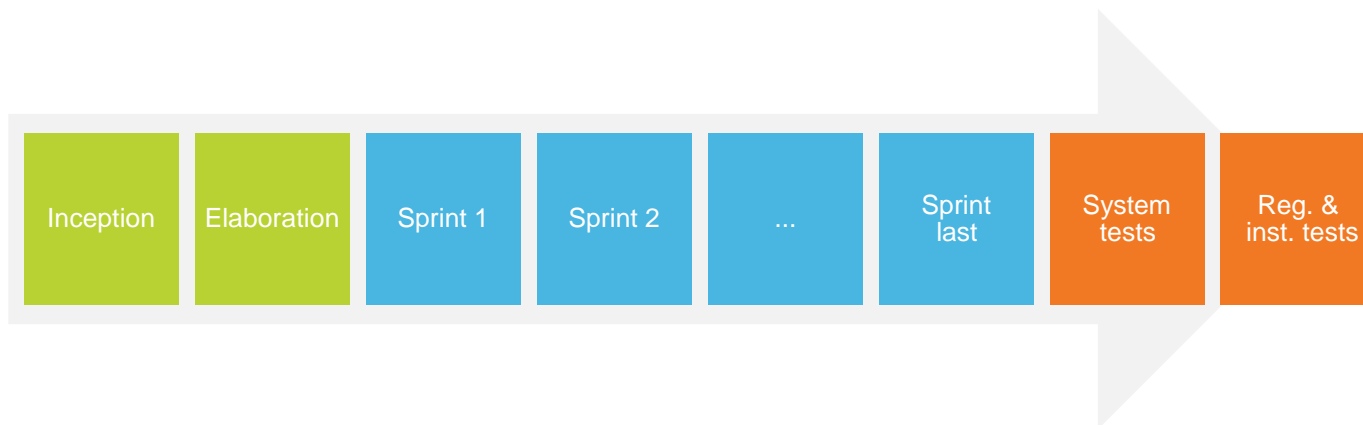 Inception
Elaboration
Sprint 1
Sprint 2
...
Sprint
last
System
tests
Reg. &
inst. tests